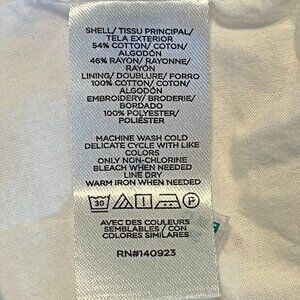 SHELL/ TISSU PRINCIPAL/
TELA EXTERIOR
54% COTTON/ COTON/
ALGODÓN
46% RAYON/ RAYONNE/
RAYÓN
LINING/ DOUBLURE/ FORRO
100% COTTON/ COTON/
ALGODÓN
EMBROIDERY/ BRODERIE/
BORDADO
100% POLYESTER/
POLIÉSTER
MACHINE WASH COLD
DELICATE CYCLE WITH LIKE
COLORS
ONLY NON-CHLORINE
BLEACH WHEN NEEDED
LINE DRY
WARM IRON WHEN NEEDED
30
AVEC DES COULEURS
SEMBLABLES / CON
COLORES SIMILARES
RN#140923